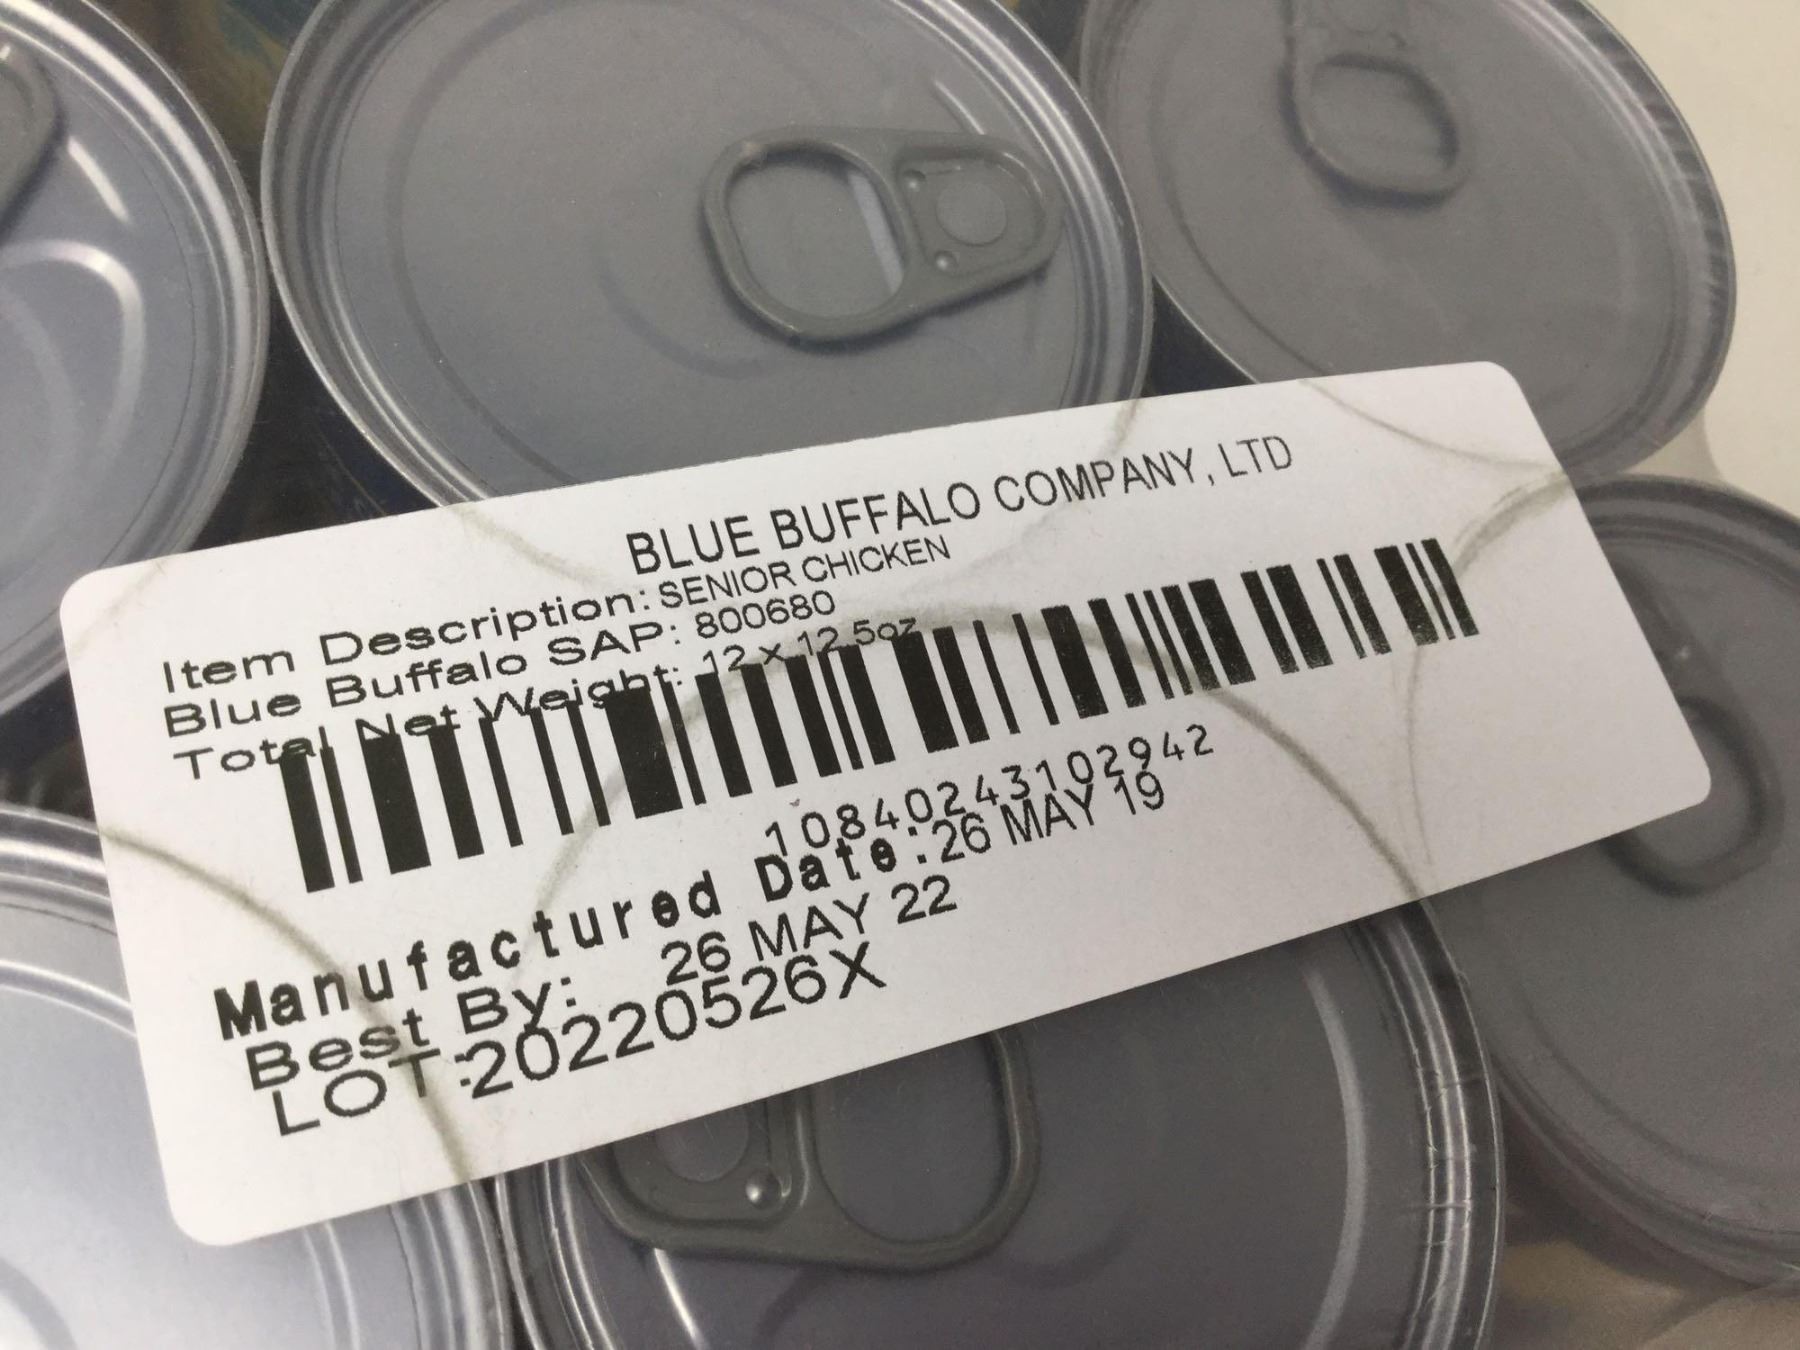 BLUE BUFFALO COMPANY, LTD
Item Description: SENIOR CHICKEN
Blue Buffalo SAP: 800680
Total Net Weight: 12 x 12.5oz
10840243102942
Manufactured Date:26 MAY 19
Best By: 26 MAY 22
LOT:20220526X